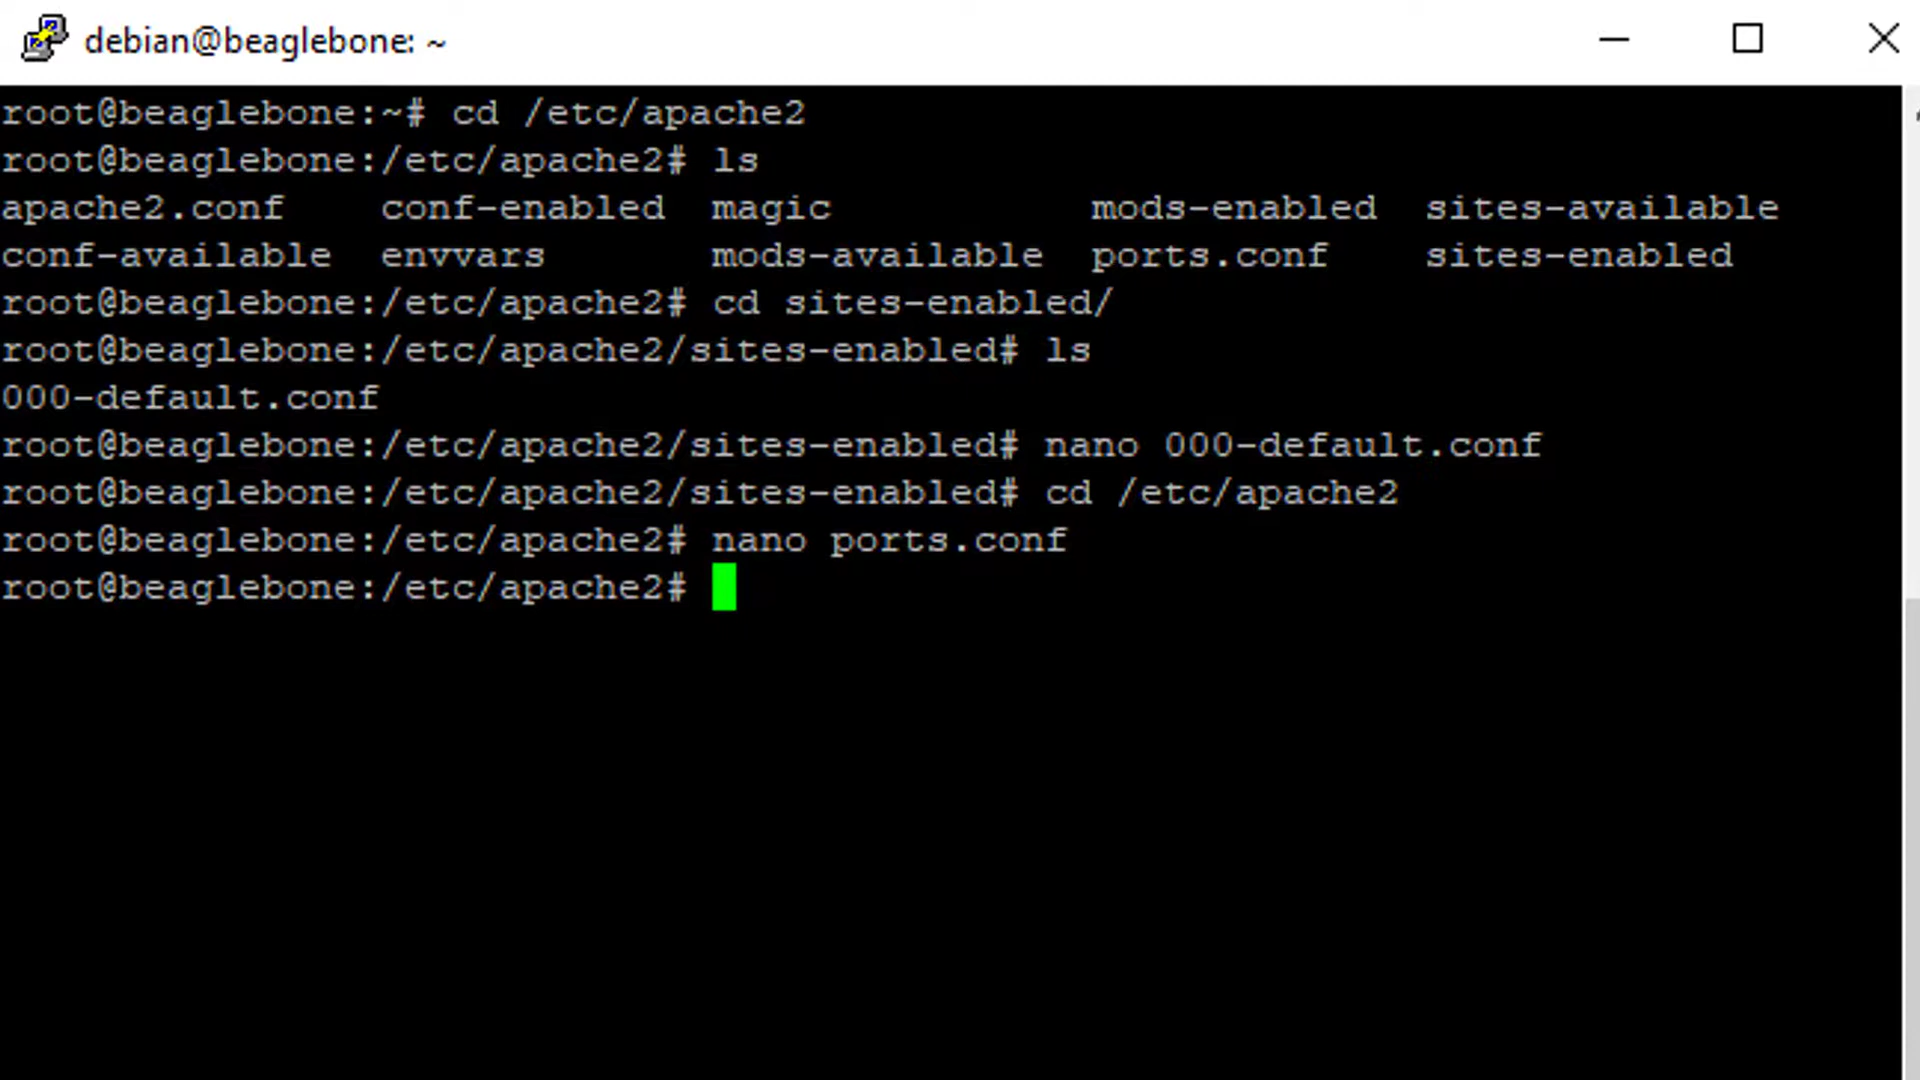 debian@beaglebone: ~
root@beaglebone:~# cd /etc/apache2
root@beaglebone:/etc/apache2# ls
apache2.conf    conf-enabled  magic           mods-enabled  sites-available
conf-available  envvars       mods-available  ports.conf    sites-enabled
root@beaglebone:/etc/apache2# cd sites-enabled/
root@beaglebone:/etc/apache2/sites-enabled# ls
000-default.conf
root@beaglebone:/etc/apache2/sites-enabled# nano 000-default.conf
root@beaglebone:/etc/apache2/sites-enabled# cd /etc/apache2
root@beaglebone:/etc/apache2# nano ports.conf
root@beaglebone:/etc/apache2#